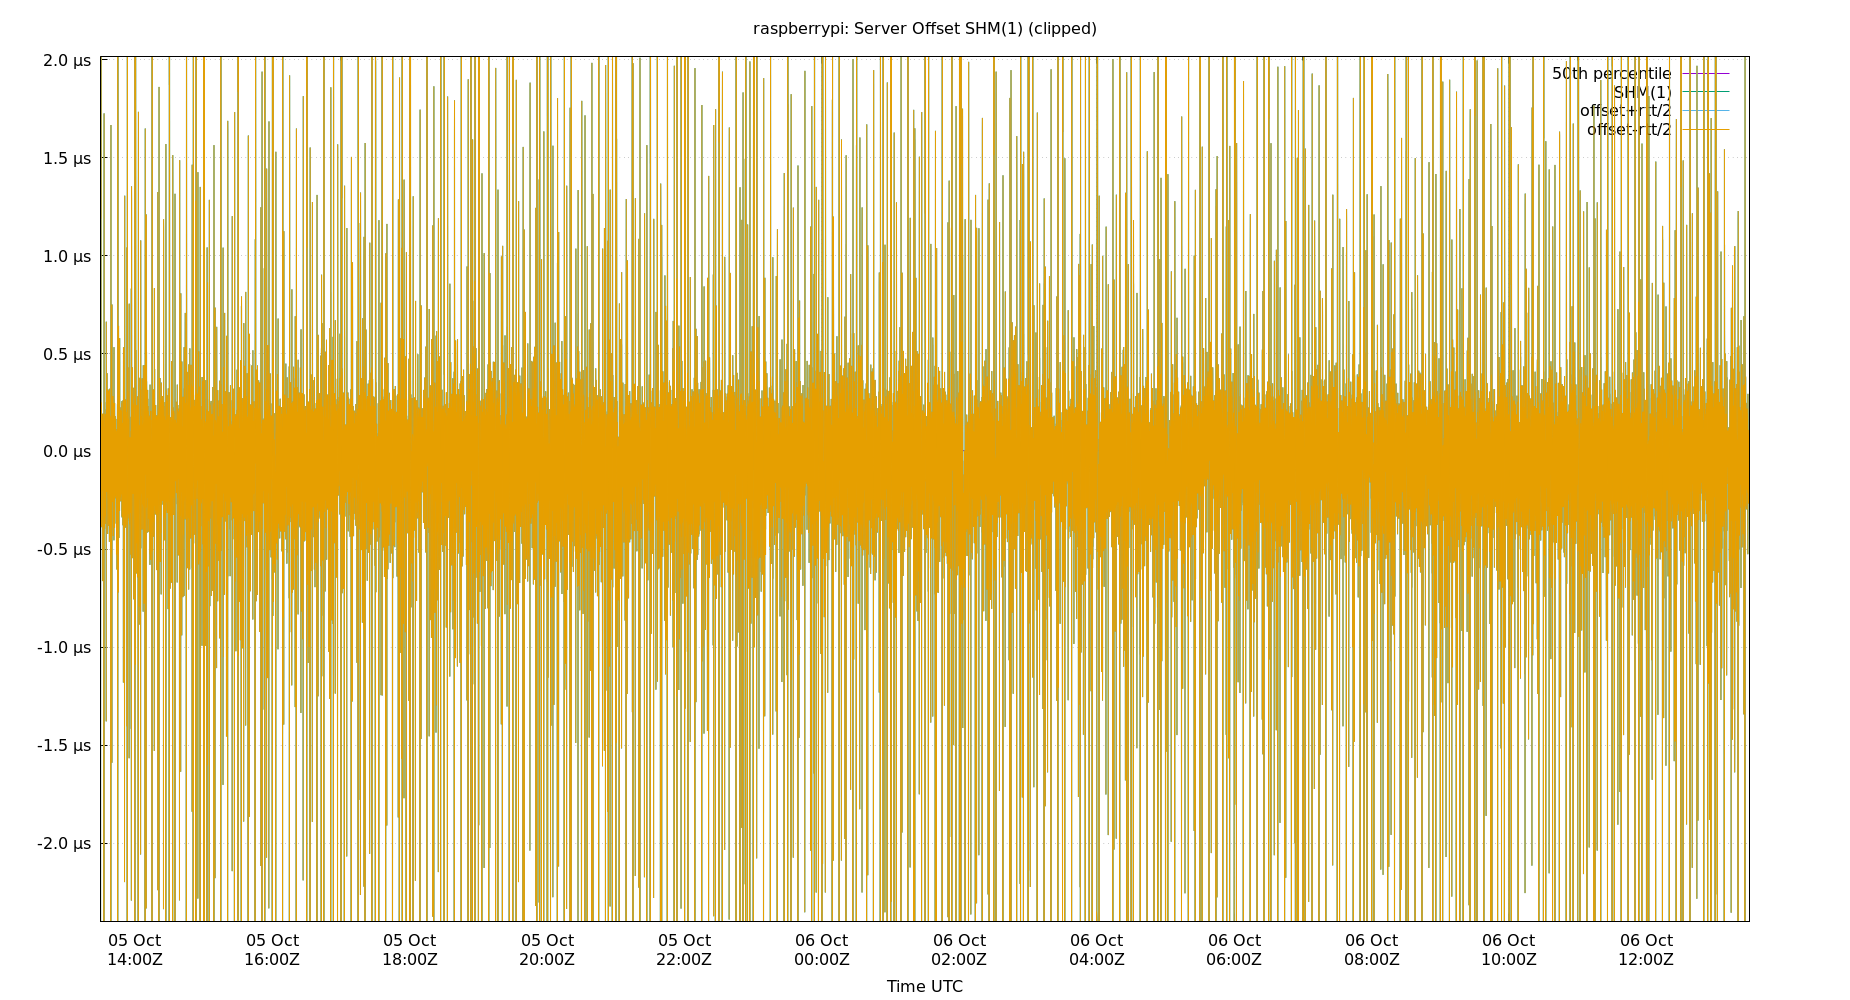 raspberrypi: Server Offset SHM(1) (clipped)
2.0 µs
1.5 µs
1.0 µs
0.5 µs
0.0 µs
-0.5 µs
-1.0 µs
-1.5 µs
-2.0 µs
50th percentile
SHM(1)
offset+rtt/2
offset-rtt/2
05 Oct 05 Oct 05 Oct 05 Oct 05 Oct 06 Oct 06 Oct 06 Oct 06 Oct 06 Oct 06 Oct 06 Oct
14:00Z 16:00Z 18:00Z 20:00Z 22:00Z 00:00Z 02:00Z 04:00Z 06:00Z 08:00Z 10:00Z 12:00Z
Time UTC